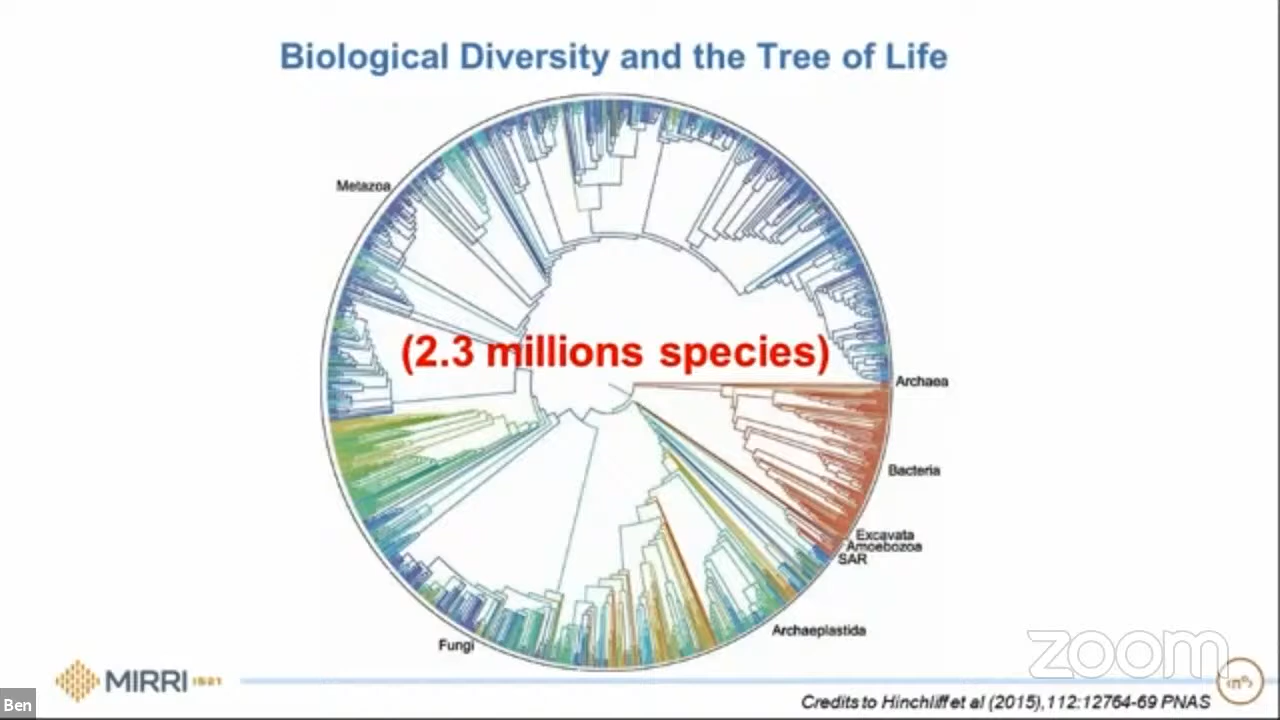 Biological Diversity and the Tree of Life
Metazoa
(2.3 millions species)
Archaea
Bacteria
Excavata
Amoebozoa
SAR
Archaeplastida
Fungi
zoom
MIRRI IS21
Ben
Credits to Hinchliff et al (2015),112:12764-69 PNAS